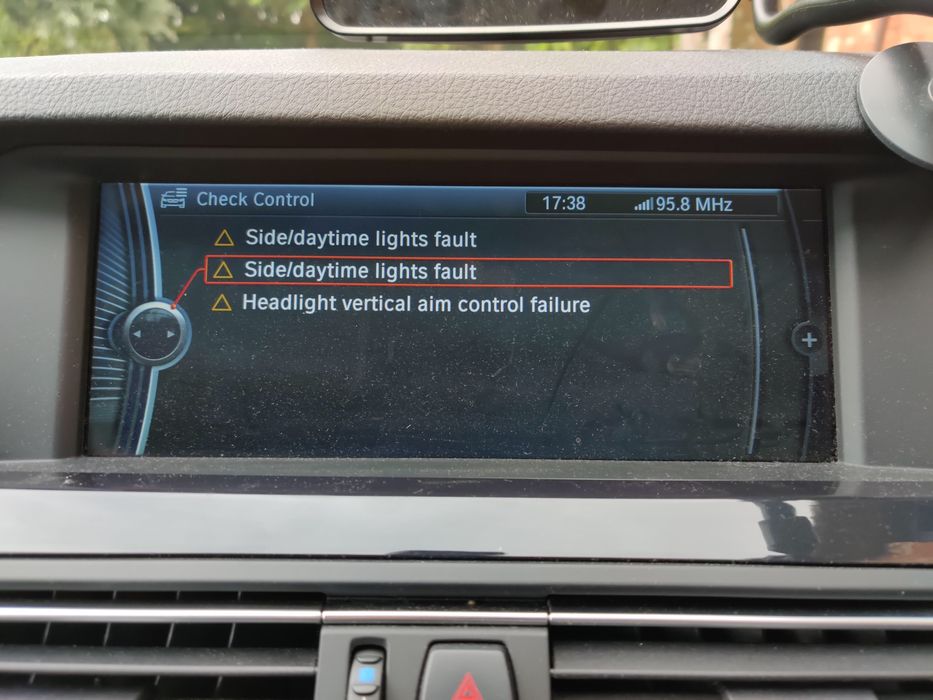 Check Control
17:38
95.8 MHz
Side/daytime lights fault
Side/daytime lights fault
Headlight vertical aim control failure